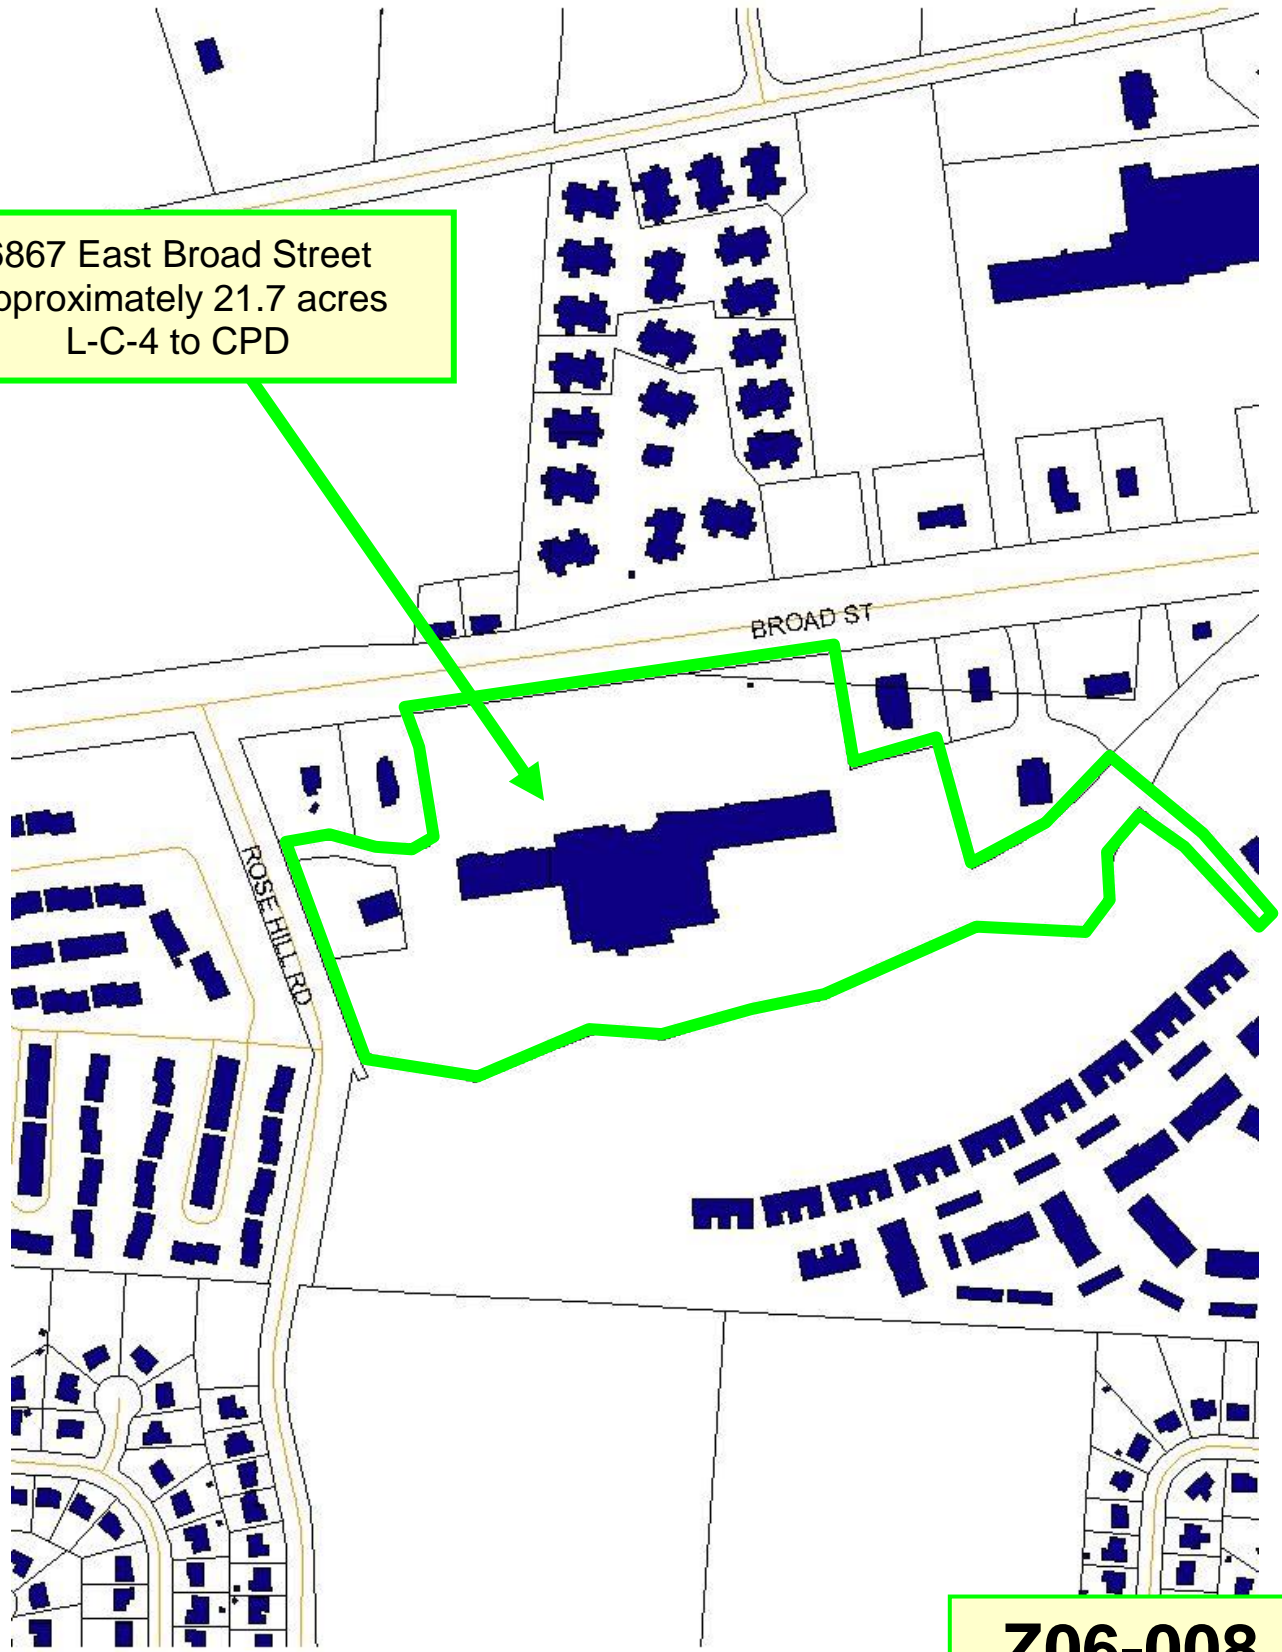 6867 East Broad Street
pproximately 21.7 acres
L-C-4 to CPD
BROAD ST
ROSE HILL RD
Z06-008